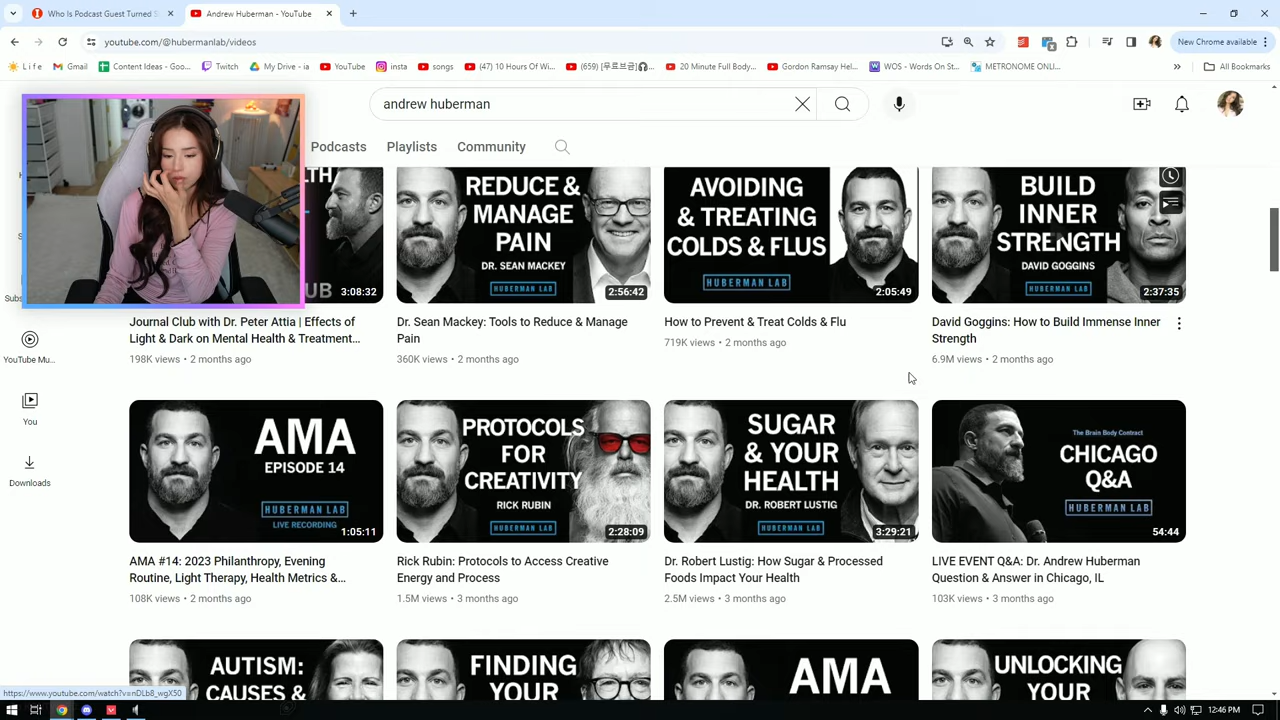 Who Is Podcast Guest Turned S
Andrew Huberman - YouTube
youtube.com/@hubermanlab/videos
New Chrome available
L i f e
Gmail
Content Ideas - Goo...
Twitch
My Drive - ia
YouTube
insta
songs
(47) 10 Hours Of Wi...
(659) [무료브금]
20 Minute Full Body...
Gordon Ramsay Hel...
WOS - Words On St...
METRONOME ONLI...
All Bookmarks
andrew huberman
Podcasts
Playlists
Community
3:08:32
REDUCE &
MANAGE
PAIN
DR. SEAN MACKEY
HUBERMAN LAB
2:56:42
AVOIDING
& TREATING
COLDS & FLUS
HUBERMAN LAB
2:05:49
BUILD
INNER
STRENGTH
DAVID GOGGINS
HUBERMAN LAB
2:37:35
Journal Club with Dr. Peter Attia | Effects of
Light & Dark on Mental Health & Treatment...
198K views • 2 months ago
Dr. Sean Mackey: Tools to Reduce & Manage
Pain
360K views • 2 months ago
How to Prevent & Treat Colds & Flu
719K views • 2 months ago
David Goggins: How to Build Immense Inner
Strength
6.9M views • 2 months ago
YouTube Mu...
You
Downloads
AMA
EPISODE 14
HUBERMAN LAB
LIVE RECORDING
1:05:11
PROTOCOLS
FOR
CREATIVITY
RICK RUBIN
HUBERMAN LAB
2:28:09
SUGAR
& YOUR
HEALTH
DR. ROBERT LUSTIG
HUBERMAN LAB
3:29:21
The Brain Body Contract
CHICAGO
Q&A
HUBERMAN LAB
54:44
AMA #14: 2023 Philanthropy, Evening
Routine, Light Therapy, Health Metrics &...
108K views • 2 months ago
Rick Rubin: Protocols to Access Creative
Energy and Process
1.5M views • 3 months ago
Dr. Robert Lustig: How Sugar & Processed
Foods Impact Your Health
2.5M views • 3 months ago
LIVE EVENT Q&A: Dr. Andrew Huberman
Question & Answer in Chicago, IL
103K views • 3 months ago
AUTISM:
CAUSES &
FINDING
YOUR
AMA
UNLOCKING
YOUR
https://www.youtube.com/watch?v=nDLb8_wgX50
12:46 PM